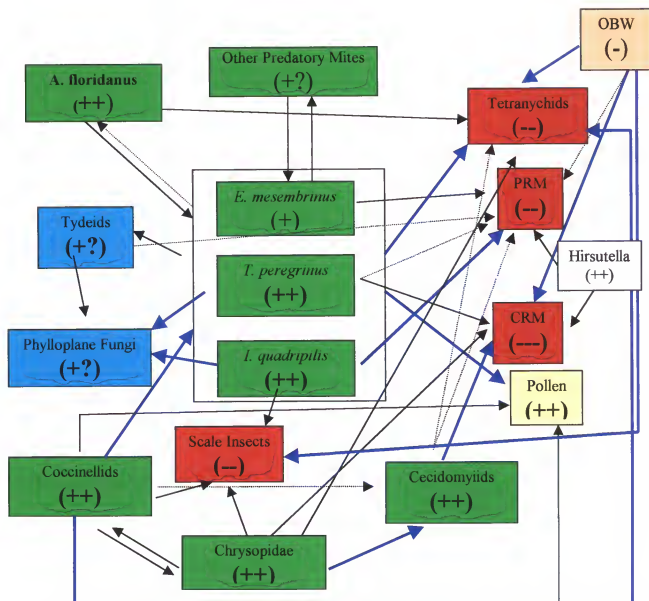 OBW
(-)
A. floridanus
(++)
Other Predatory Mites
(+?)
Tetranychids
(--)
E. mesembrinus
(+)
PRM
(--)
Tydeids
(+?)
Hirsutella
(++)
T. peregrinus
(++)
CRM
(---)
Phylloplane Fungi
(+?)
I. quadripilis
(++)
Pollen
(++)
Scale Insects
(--)
Coccinellids
(++)
Cecidomyiids
(++)
Chrysopidae
(++)